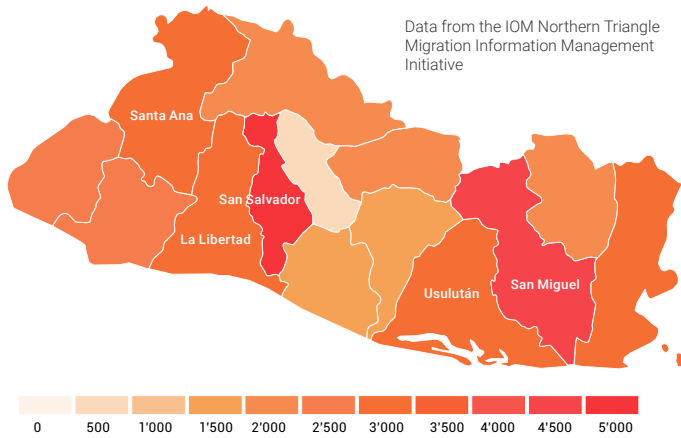 Data from the IOM Northern Triangle
Migration Information Management
Initiative
Santa Ana
San Salvador
La Libertad
Usulután
San Miguel
0 500 1'000 1'500 2'000 2'500 3'000 3'500 4'000 4'500 5'000